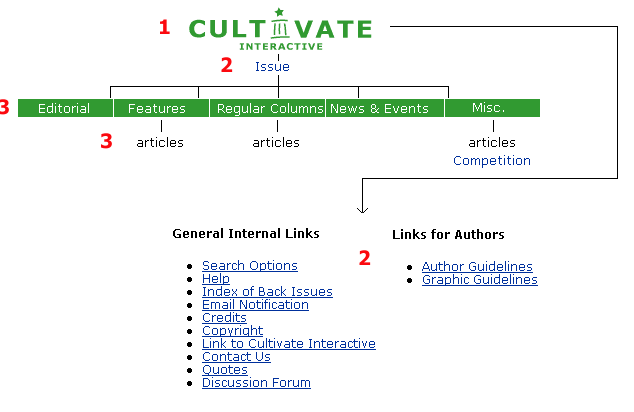 1 CULTIVATE
INTERACTIVE
2 Issue
3 Editorial Features Regular Columns News & Events Misc.
3 articles articles articles
Competition
General Internal Links
Search Options
Help
Index of Back Issues
Email Notification
Credits
Copyright
Link to Cultivate Interactive
Contact Us
Quotes
Discussion Forum
2 Links for Authors
Author Guidelines
Graphic Guidelines